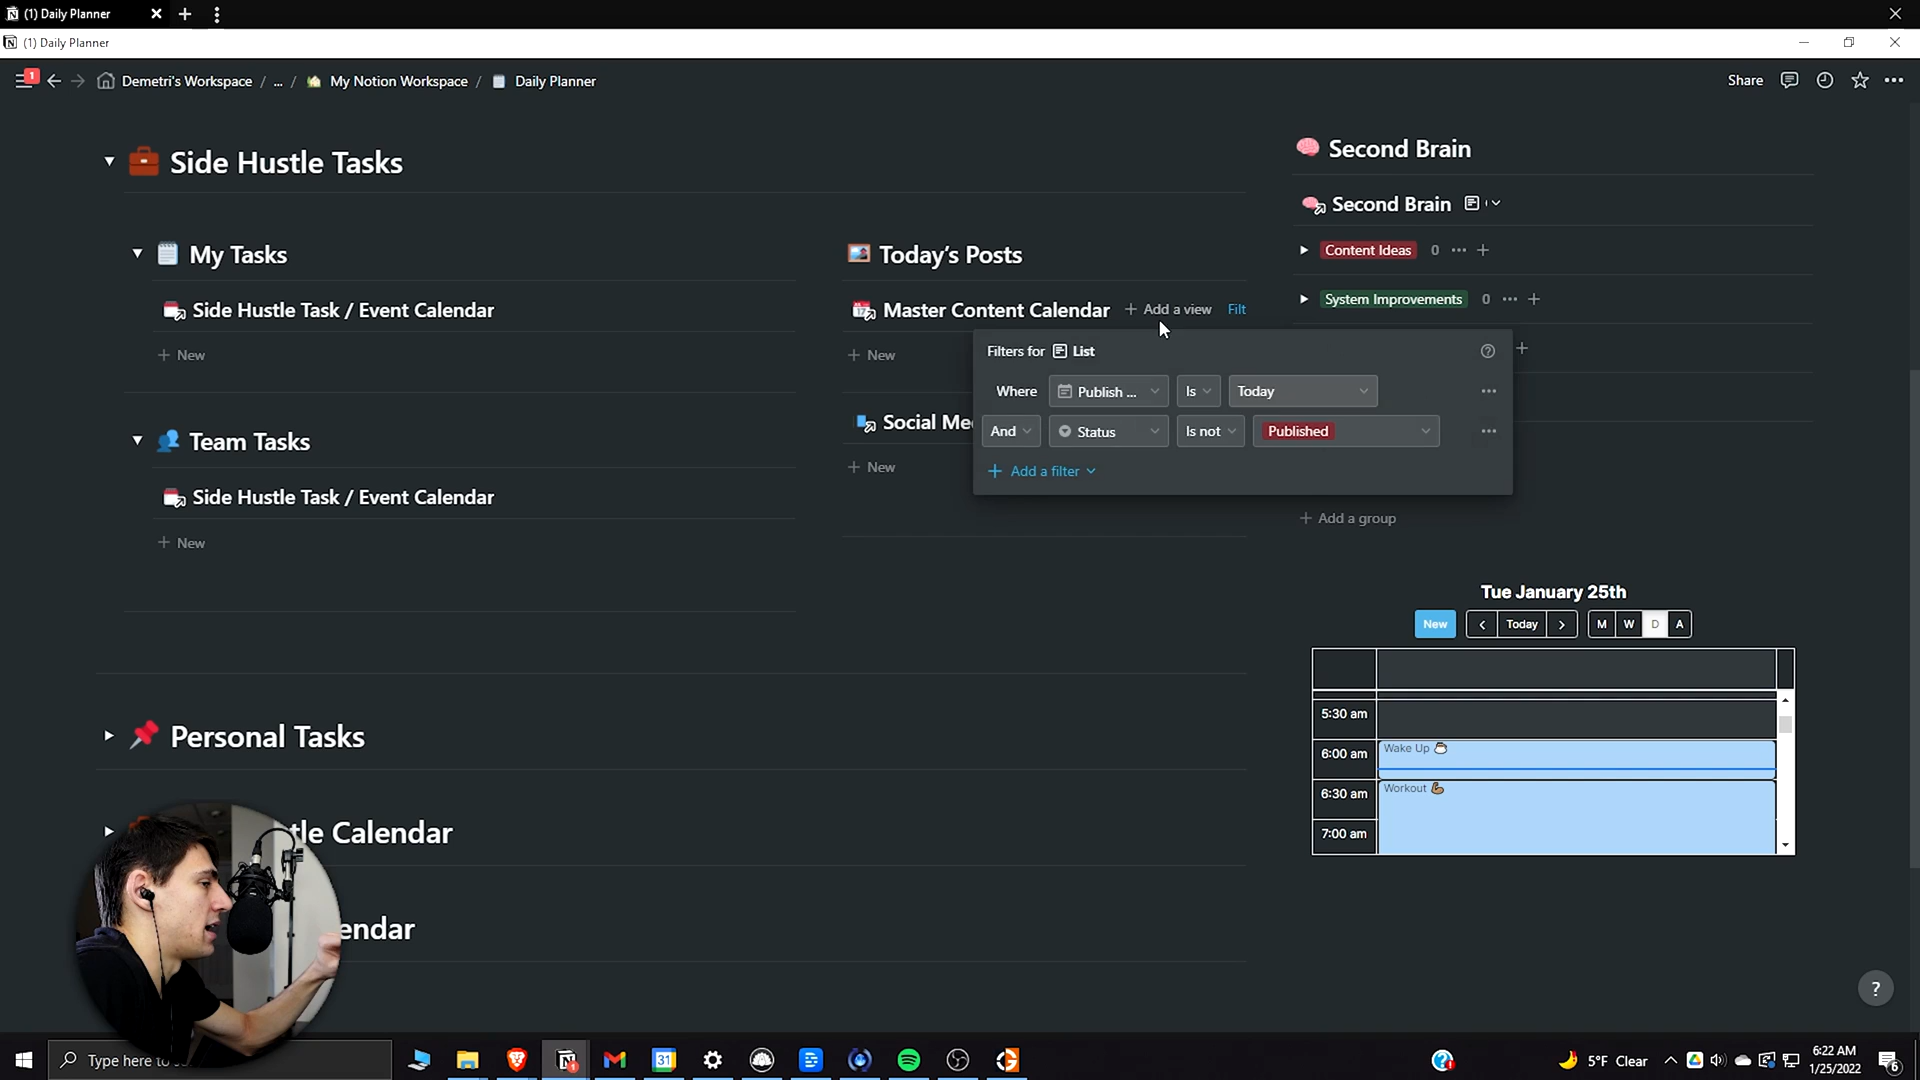 (1) Daily Planner
(1) Daily Planner
1
Demetri's Workspace / ... / My Notion Workspace / Daily Planner
Share
Side Hustle Tasks
My Tasks
Side Hustle Task / Event Calendar
+ New
Team Tasks
Side Hustle Task / Event Calendar
+ New
Today's Posts
Master Content Calendar + Add a view Filt
+ New
Social Me
+ New
Filters for List
Where Publish ... Is Today
And Status Is not Published
+ Add a filter
Second Brain
Second Brain
Content Ideas 0 ... +
System Improvements 0 ... +
+
+ Add a group
Tue January 25th
New < Today > M W D A
5:30 am
6:00 am Wake Up
6:30 am Workout
7:00 am
Personal Tasks
tle Calendar
endar
?
Type here to
31
1
5°F Clear
6:22 AM
1/25/2022
6